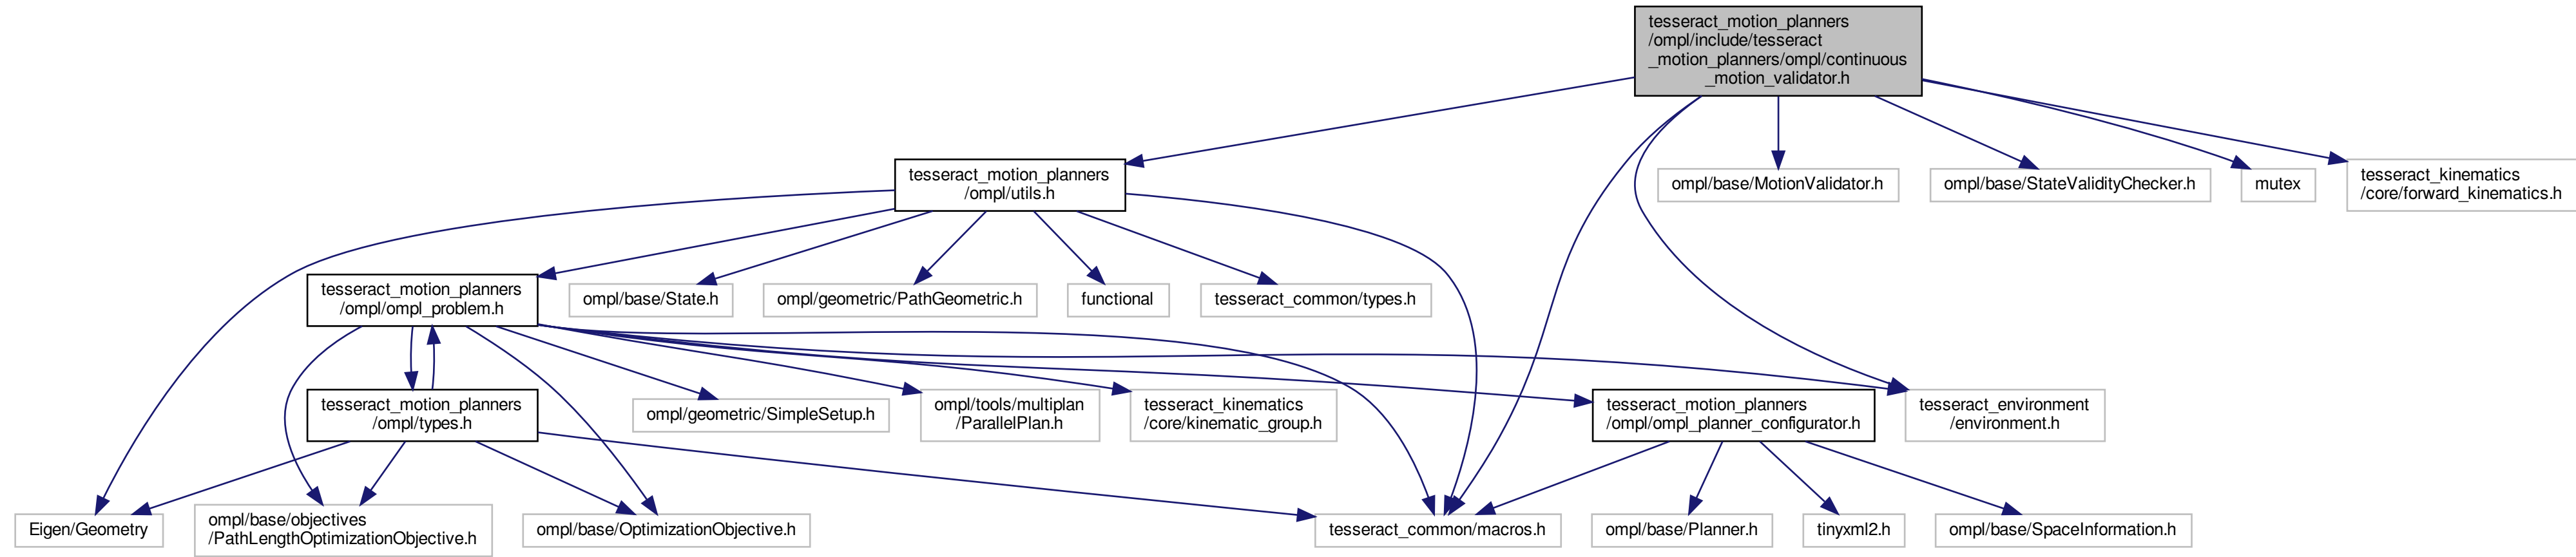 tesseract_motion_planners
/ompl/include/tesseract
_motion_planners/ompl/continuous
_motion_validator.h
tesseract_motion_planners
/ompl/utils.h
ompl/base/MotionValidator.h
ompl/base/StateValidityChecker.h
mutex
tesseract_kinematics
/core/forward_kinematics.h
tesseract_motion_planners
/ompl/ompl_problem.h
ompl/base/State.h
ompl/geometric/PathGeometric.h
functional
tesseract_common/types.h
tesseract_motion_planners
/ompl/types.h
ompl/geometric/SimpleSetup.h
ompl/tools/multiplan
/ParallelPlan.h
tesseract_kinematics
/core/kinematic_group.h
tesseract_motion_planners
/ompl/ompl_planner_configurator.h
tesseract_environment
/environment.h
Eigen/Geometry
ompl/base/objectives
/PathLengthOptimizationObjective.h
ompl/base/OptimizationObjective.h
tesseract_common/macros.h
ompl/base/Planner.h
tinyxml2.h
ompl/base/SpaceInformation.h